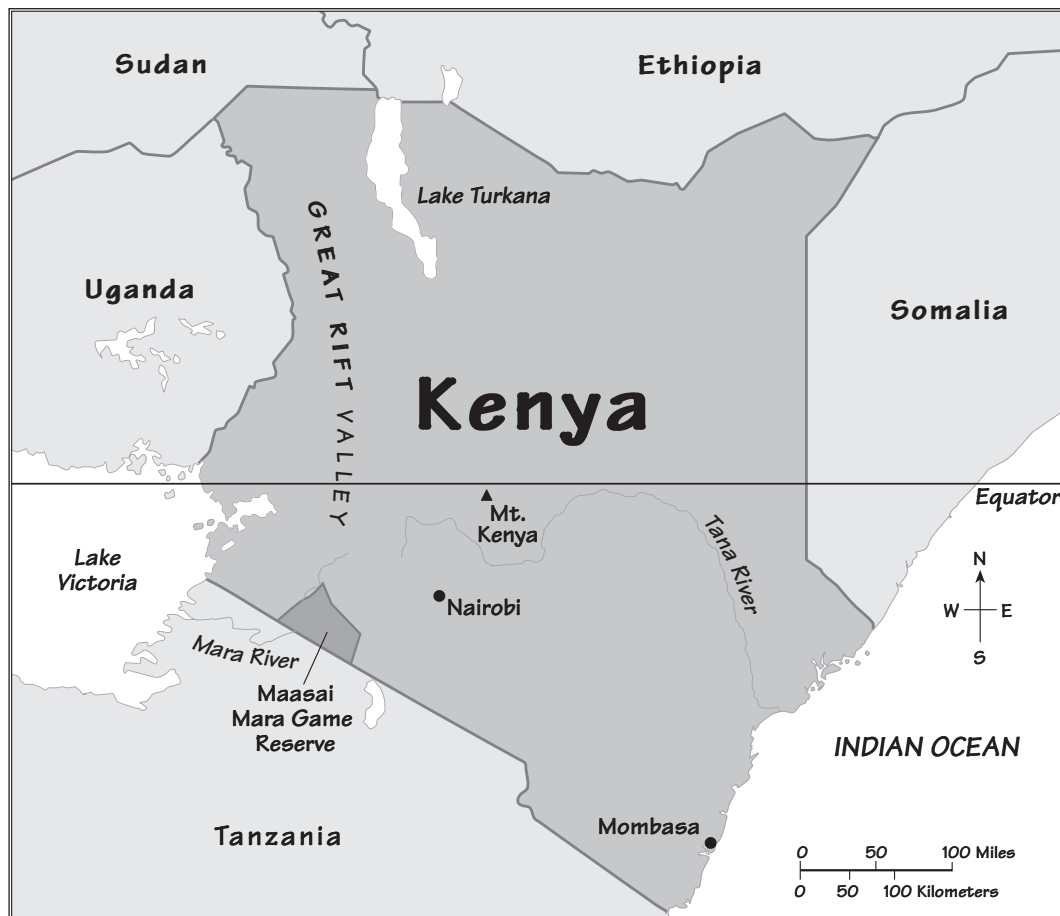 Sudan
Ethiopia
Lake Turkana
GREAT RIFT VALLEY
Uganda
Somalia
Kenya
Equator
Mt.
Kenya
Tana River
Lake
Victoria
N
W E
S
Nairobi
Mara River
Maasai
Mara Game
Reserve
INDIAN OCEAN
Tanzania
Mombasa
0 50 100 Miles
0 50 100 Kilometers